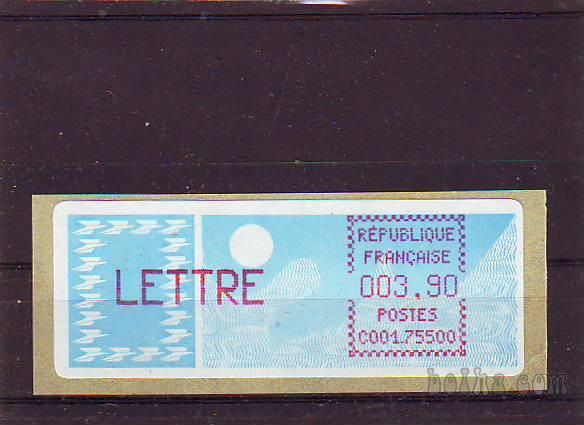 LETTRE
RÉPUBLIQUE
FRANÇAISE
003.90
POSTES
C001.75500
bolha.com